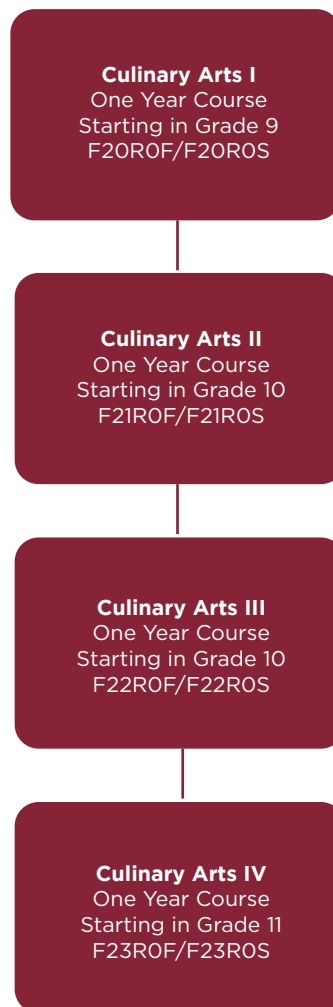 Culinary Arts I
One Year Course
Starting in Grade 9
F20R0F/F20R0S
Culinary Arts II
One Year Course
Starting in Grade 10
F21R0F/F21R0S
Culinary Arts III
One Year Course
Starting in Grade 10
F22R0F/F22R0S
Culinary Arts IV
One Year Course
Starting in Grade 11
F23R0F/F23R0S